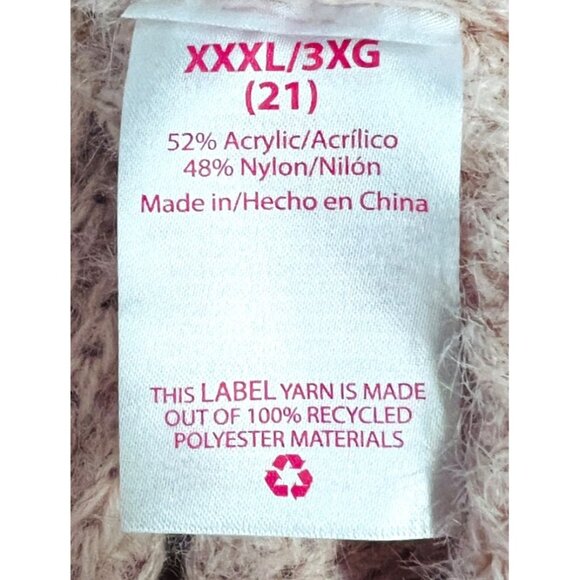 XXXL/3XG
(21)
52% Acrylic/Acrílico
48% Nylon/Nilón
Made in/Hecho en China
THIS LABEL YARN IS MADE
OUT OF 100% RECYCLED
POLYESTER MATERIALS